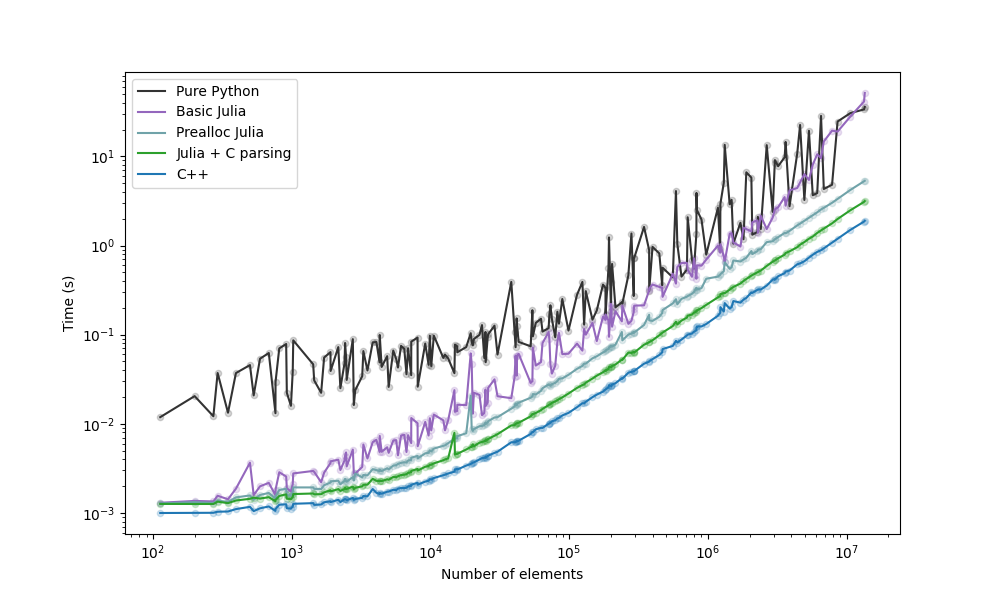 Pure Python
Basic Julia
Prealloc Julia
Julia + C parsing
C++
Time (s)
10¹
10⁰
10⁻¹
10⁻²
10⁻³
10² 10³ 10⁴ 10⁵ 10⁶ 10⁷
Number of elements